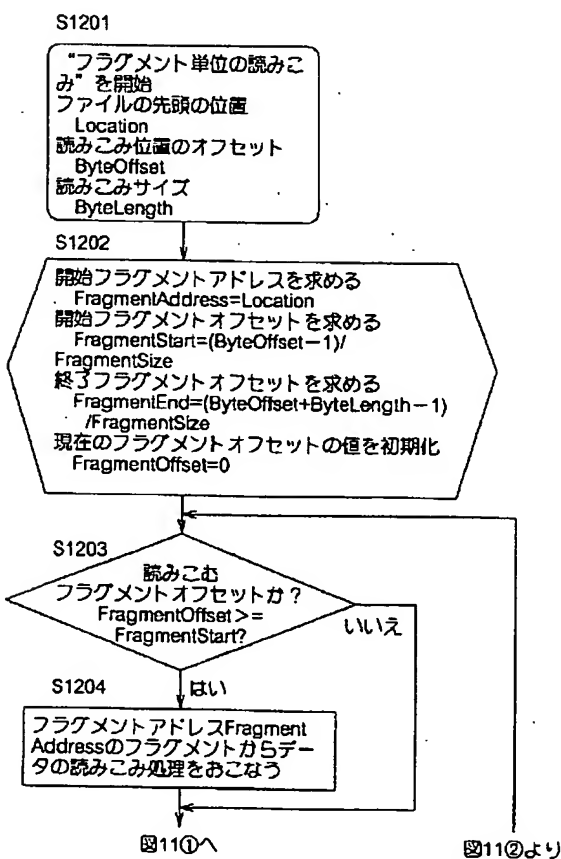 S1201
“フラグメント単位の読みこ
み”を開始
ファイルの先頭の位置
Location
読みこみ位置のオフセット
ByteOffset
読みこみサイズ
ByteLength
S1202
開始フラグメントアドレスを求める
FragmentAddress=Location
開始フラグメントオフセットを求める
FragmentStart=(ByteOffset－1)/
FragmentSize
終了フラグメントオフセットを求める
FragmentEnd=(ByteOffset+ByteLength－1)
/FragmentSize
現在のフラグメントオフセットの値を初期化
FragmentOffset=0
S1203
読みこむ
フラグメントオフセットか？
FragmentOffset>=
FragmentStart?
いいえ
S1204
はい
フラグメントアドレスFragment
Addressのフラグメントからデー
タの読みこみ処理をおこなう
図11①へ
図11②より